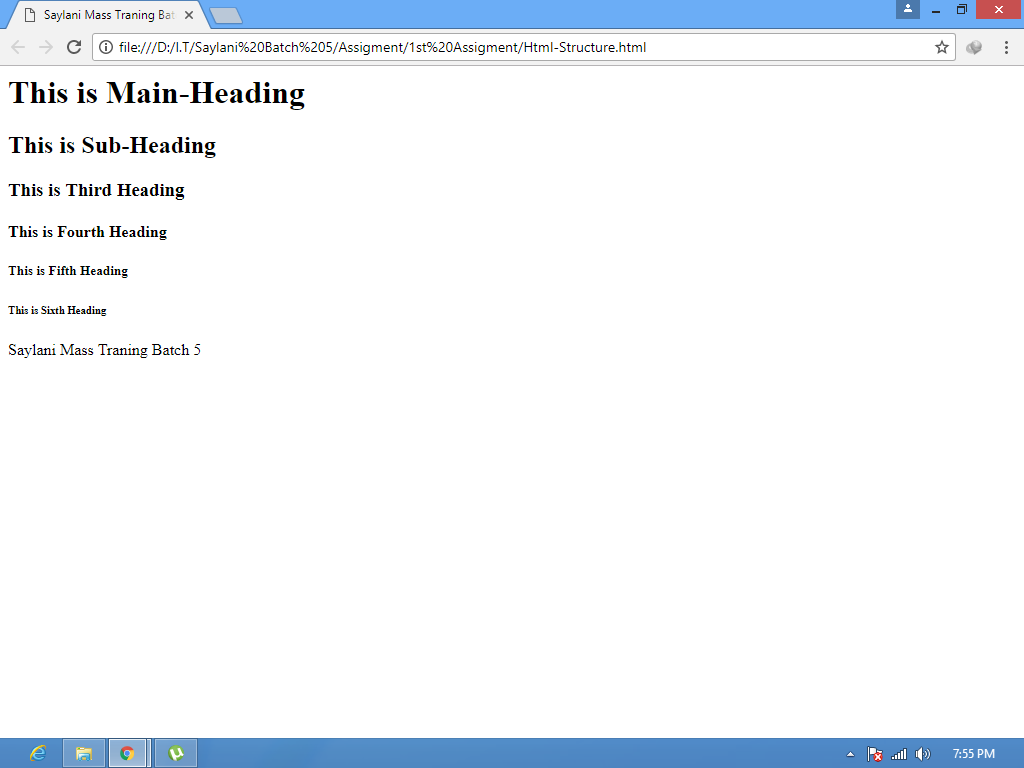 Saylani Mass Traning Bat
file:///D:/I.T/Saylani%20Batch%205/Assigment/1st%20Assigment/Html-Structure.html
This is Main-Heading
This is Sub-Heading
This is Third Heading
This is Fourth Heading
This is Fifth Heading
This is Sixth Heading
Saylani Mass Traning Batch 5
7:55 PM